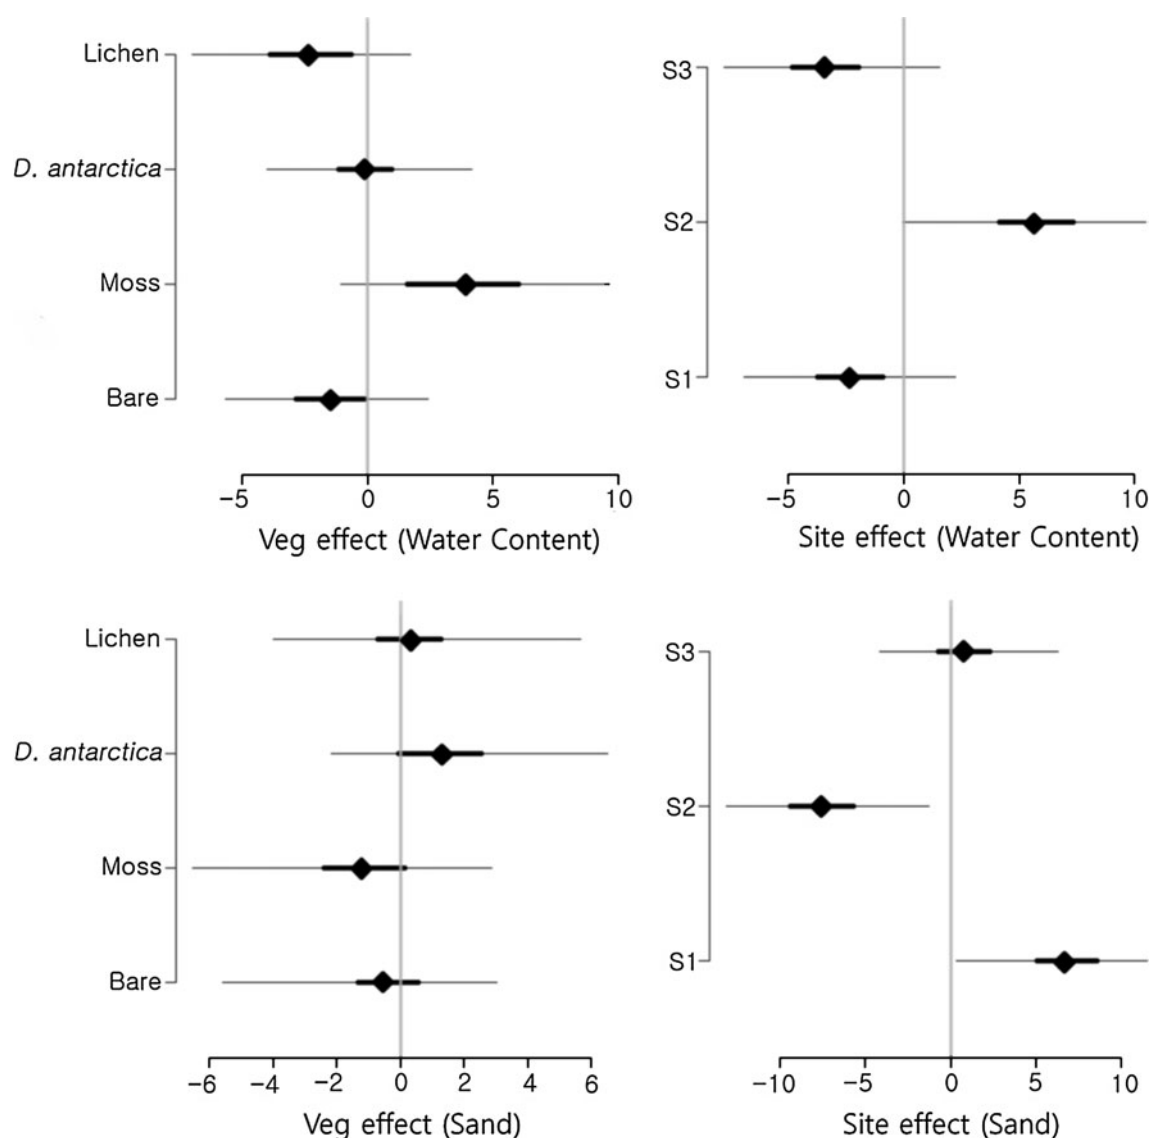 Lichen
D. antarctica
Moss
Bare
−5 0 5 10
Veg effect (Water Content)
S3
S2
S1
−5 0 5 10
Site effect (Water Content)
Lichen
D. antarctica
Moss
Bare
−6 −4 −2 0 2 4 6
Veg effect (Sand)
S3
S2
S1
−10 −5 0 5 10
Site effect (Sand)